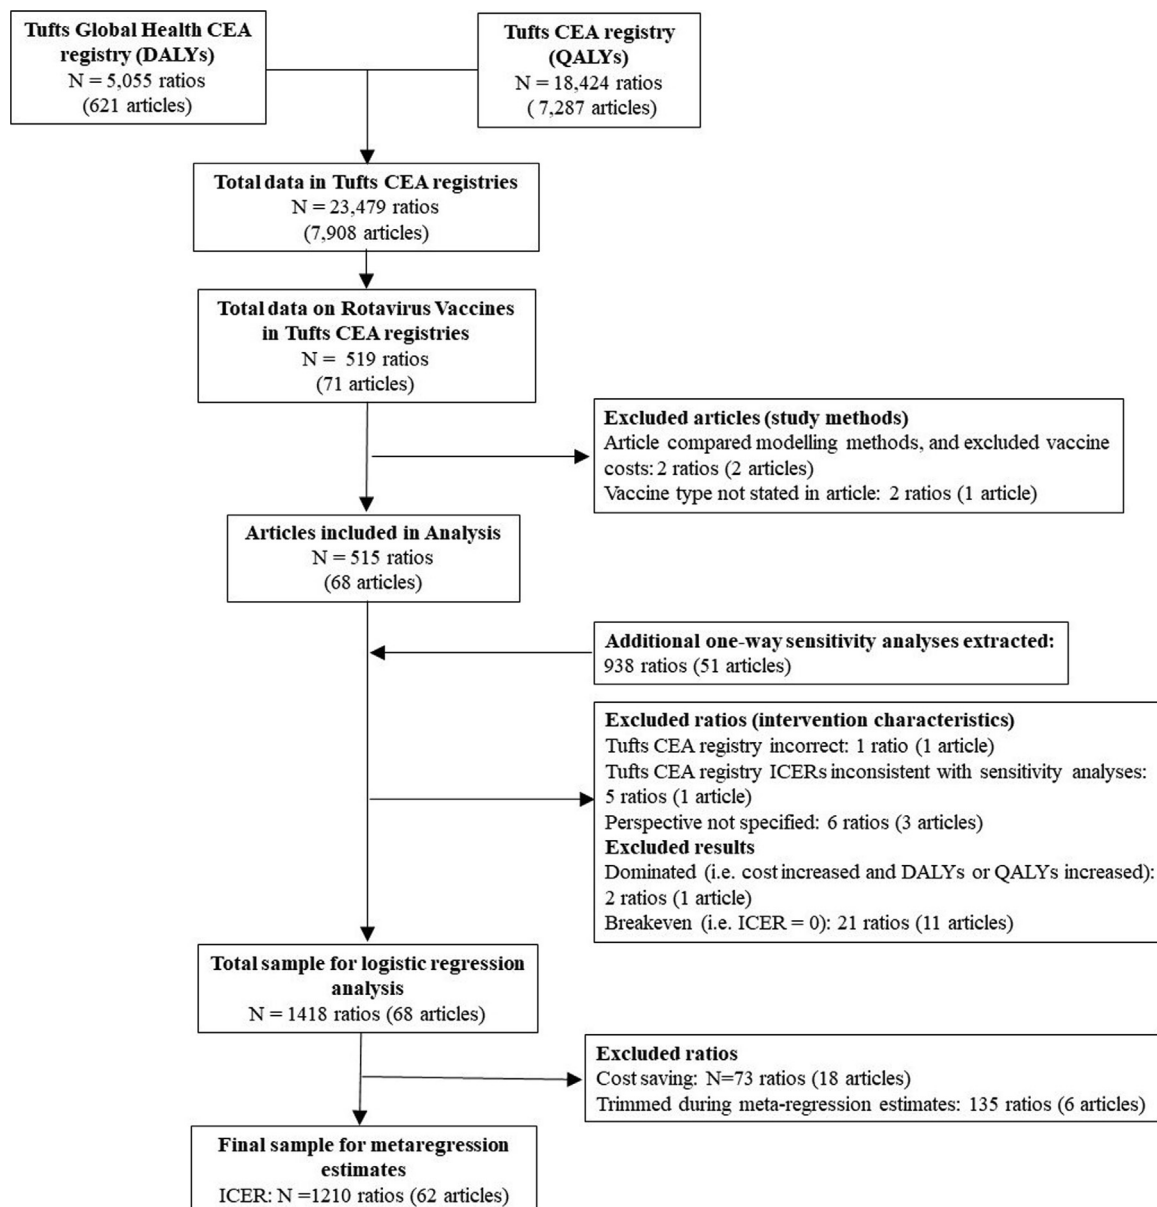 Tufts Global Health CEA
registry (DALYs)
N = 5,055 ratios
(621 articles)
Tufts CEA registry
(QALYs)
N = 18,424 ratios
( 7,287 articles)
Total data in Tufts CEA registries
N = 23,479 ratios
(7,908 articles)
Total data on Rotavirus Vaccines
in Tufts CEA registries
N =  519 ratios
(71 articles)
Excluded articles (study methods)
Article compared modelling methods, and excluded vaccine
costs: 2 ratios (2 articles)
Vaccine type not stated in article: 2 ratios (1 article)
Articles included in Analysis
N = 515 ratios
(68 articles)
Additional one-way sensitivity analyses extracted:
938 ratios (51 articles)
Excluded ratios (intervention characteristics)
Tufts CEA registry incorrect: 1 ratio (1 article)
Tufts CEA registry ICERs inconsistent with sensitivity analyses:
5 ratios (1 article)
Perspective not specified: 6 ratios (3 articles)
Excluded results
Dominated (i.e. cost increased and DALYs or QALYs increased):
2 ratios (1 article)
Breakeven (i.e. ICER = 0): 21 ratios (11 articles)
Total sample for logistic regression
analysis
N = 1418 ratios (68 articles)
Excluded ratios
Cost saving: N=73 ratios (18 articles)
Trimmed during meta-regression estimates: 135 ratios (6 articles)
Final sample for metaregression
estimates
ICER: N =1210 ratios (62 articles)